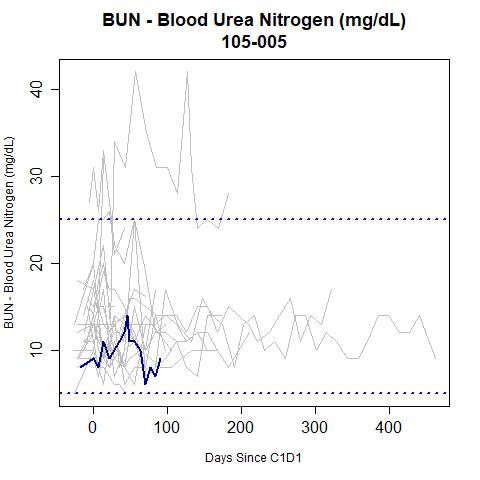 BUN - Blood Urea Nitrogen (mg/dL)
105-005
BUN - Blood Urea Nitrogen (mg/dL)
40
30
20
10
0 100 200 300 400
Days Since C1D1